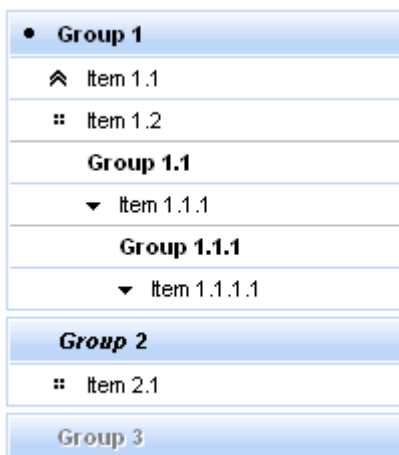 Group 1
Item 1.1
Item 1.2
Group 1.1
Item 1.1.1
Group 1.1.1
Item 1.1.1.1
Group 2
Item 2.1
Group 3